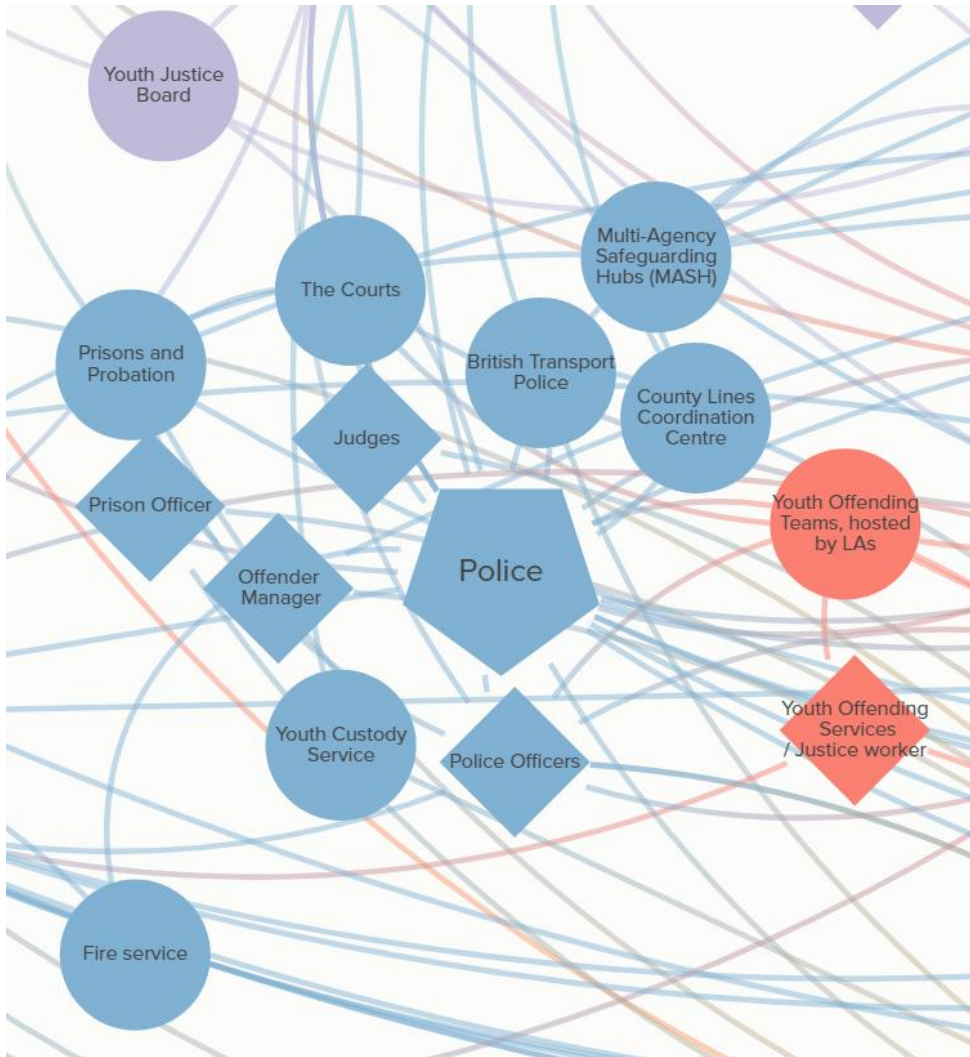 Youth Justice
Board
Multi-Agency
Safeguarding
Hubs (MASH)
The Courts
Prisons and
Probation
British Transport
Police
County Lines
Coordination
Centre
Judges
Prison Officer
Youth Offending
Teams, hosted
by LAs
Police
Offender
Manager
Youth Offending
Services
/ Justice worker
Youth Custody
Service
Police Officers
Fire service